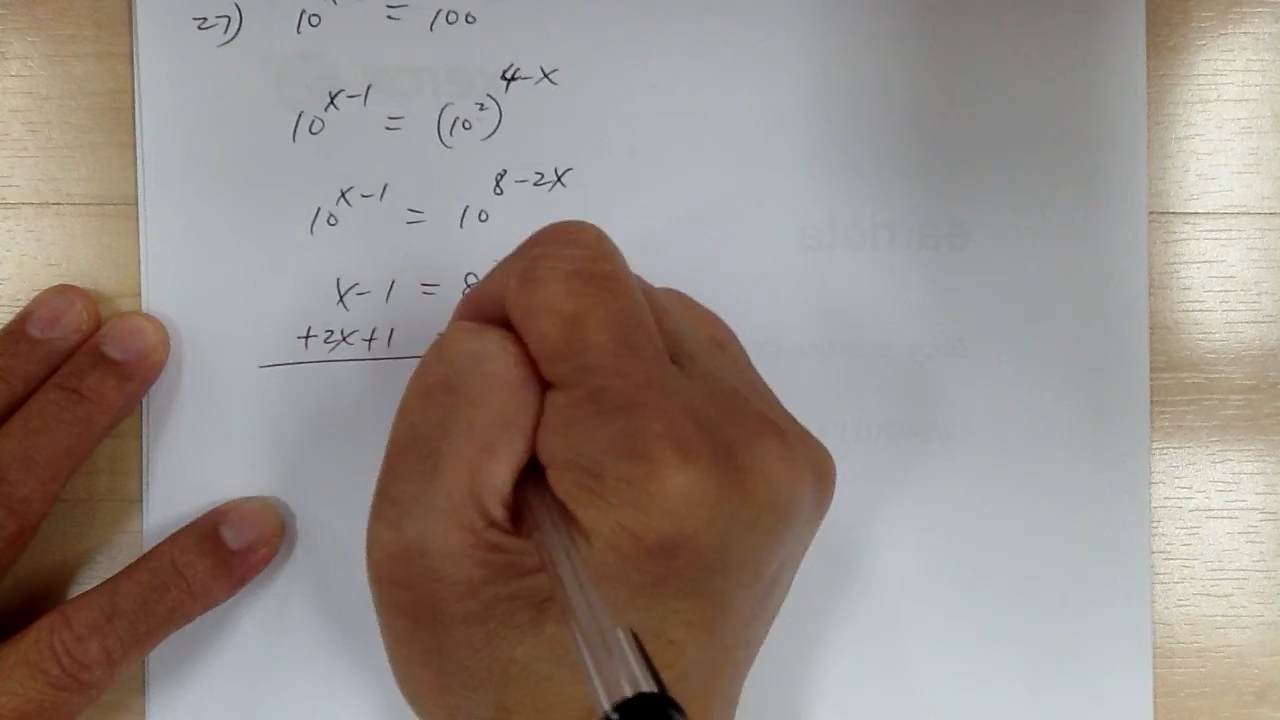 27) 10 = 100
10^{x-1} = (10^2)^{4-x}
10^{x-1} = 10^{8-2x}
x-1 = 8
+2x+1